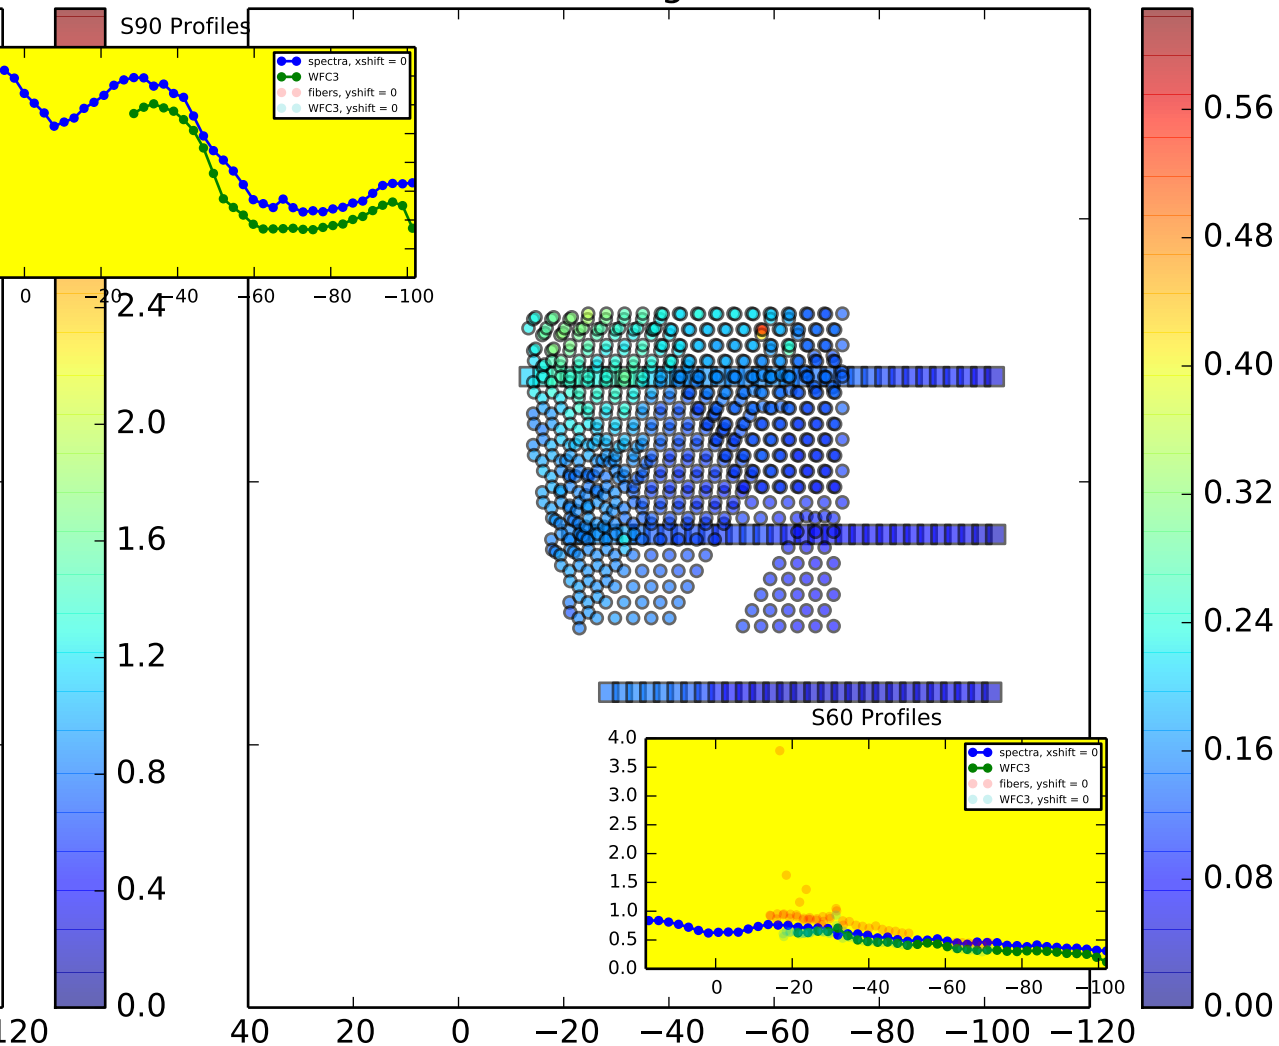 g
S90 Profiles
spectra, xshift = 0
WFC3
fibers, yshift = 0
WFC3, yshift = 0
0 −20 −40 −60 −80 −100
2.4
2.0
1.6
1.2
0.8
0.4
0.0
0.56
0.48
0.40
0.32
0.24
0.16
0.08
0.00
S60 Profiles
4.0
3.5
3.0
2.5
2.0
1.5
1.0
0.5
0.0
spectra, xshift = 0
WFC3
fibers, yshift = 0
WFC3, yshift = 0
0 −20 −40 −60 −80 −100
120 40 20 0 −20 −40 −60 −80 −100 −120